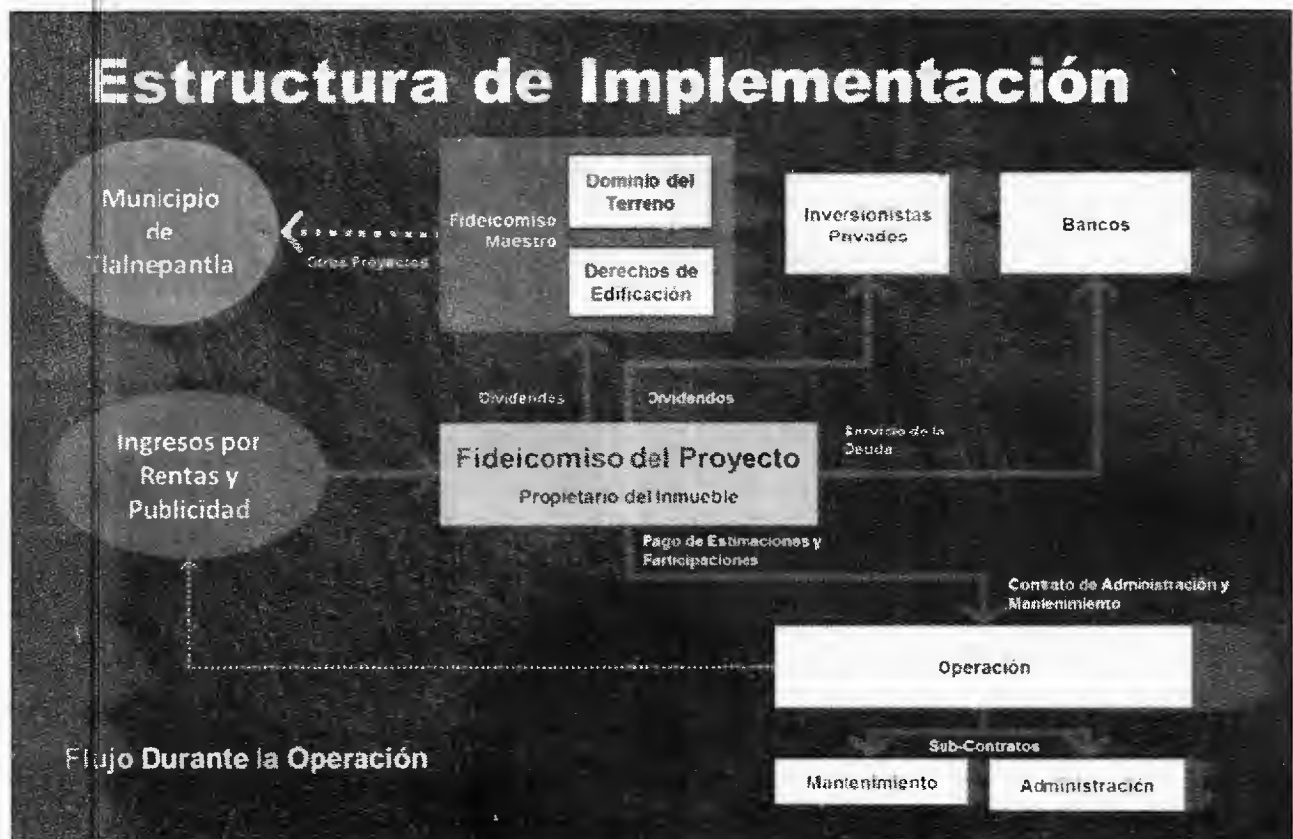 Estructura de Implementación
Municipio
de
Tlalnepantla
Otros Proyectos
Fideicomiso
Maestro
Dominio del
Terreno
Derechos de
Edificación
Inversionistas
Privados
Bancos
Dividendos
Dividendos
Ingresos por
Rentas y
Publicidad
Fideicomiso del Proyecto
Propietario del Inmueble
Servicio de la
Deuda
Pago de Estimaciones y
Participaciones
Contrato de Administración y
Mantenimiento
Operación
Sub-Contratos
Mantenimiento
Administración
Flujo Durante la Operación